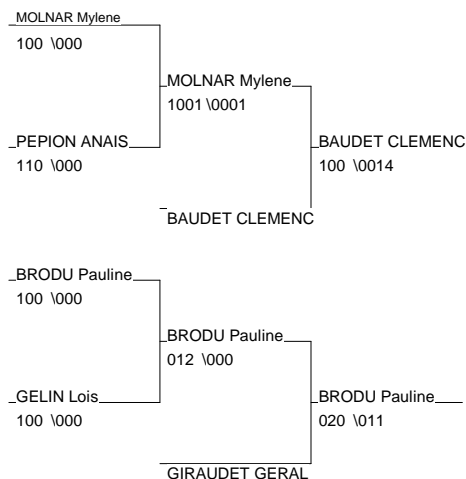 MOLNAR Mylene
100 \000
MOLNAR Mylene
1001 \0001
PEPION ANAIS
110 \000
BAUDET CLEMENC
100 \0014
BAUDET CLEMENC
BRODU Pauline
100 \000
BRODU Pauline
012 \000
GELIN Lois
100 \000
BRODU Pauline
020 \011
GIRAUDET GERAL